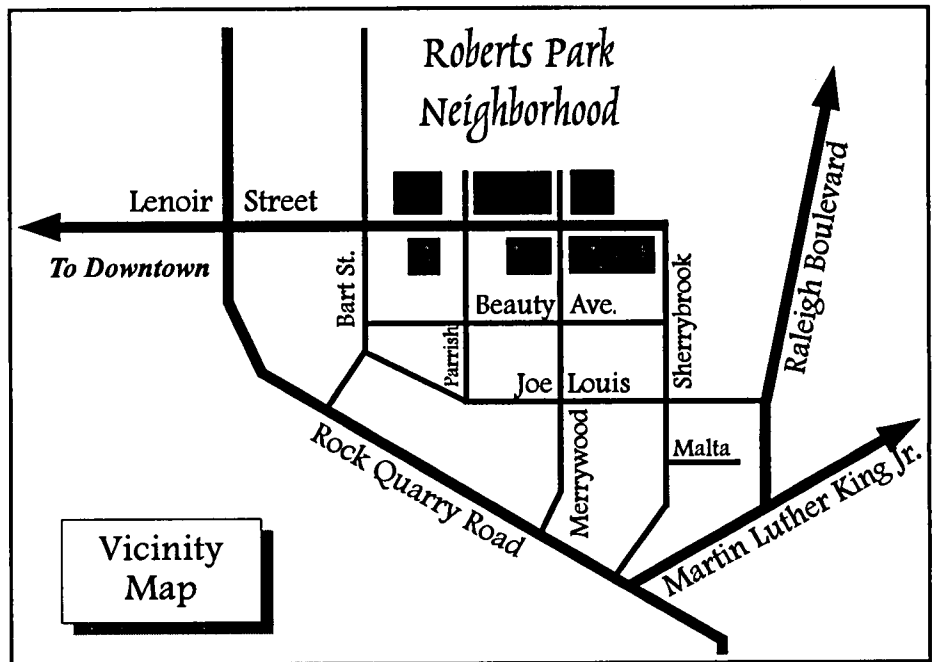 Roberts Park
Neighborhood
Lenoir Street
To Downtown
Bart St.
Beauty Ave.
Parrish
Sherrybrook
Raleigh Boulevard
Joe Louis
Merrywood
Malta
Rock Quarry Road
Martin Luther King Jr.
Vicinity
Map